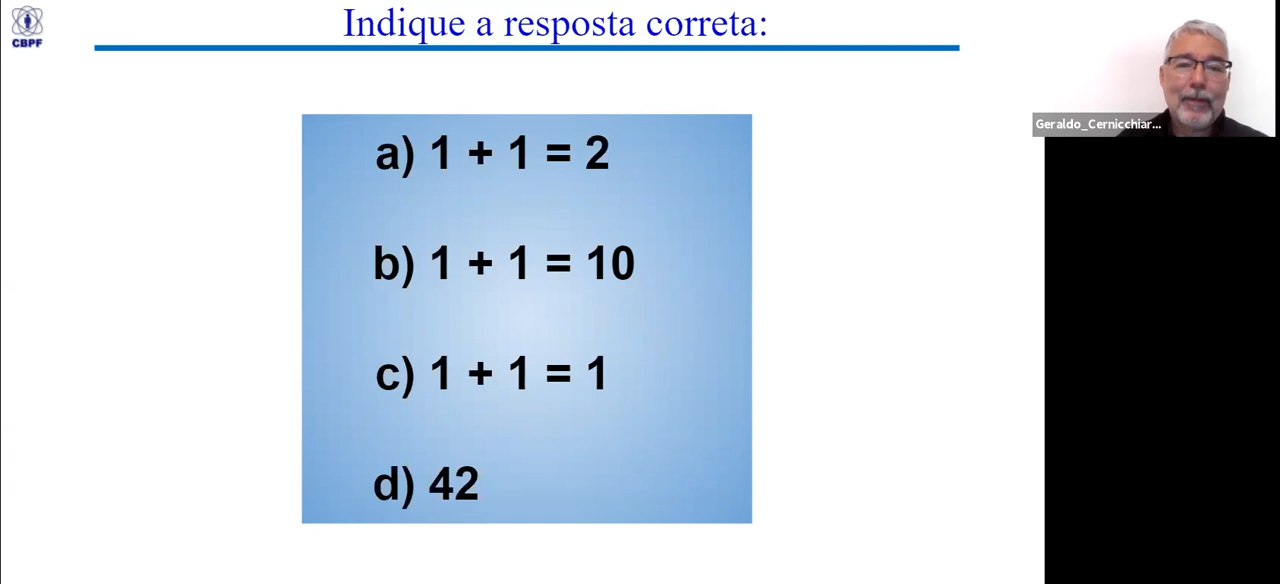 CBPF
Indique a resposta correta:
Geraldo_Cernicchiar...
a) 1 + 1 = 2
b) 1 + 1 = 10
c) 1 + 1 = 1
d) 42